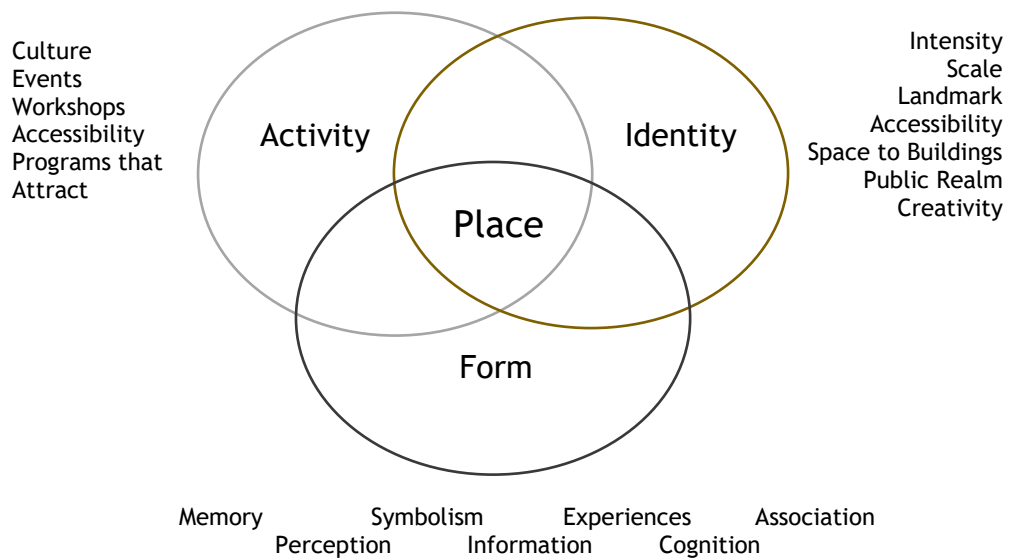 Culture
Events
Workshops
Accessibility
Programs that
Attract
Activity
Identity
Intensity
Scale
Landmark
Accessibility
Space to Buildings
Public Realm
Creativity
Place
Form
Memory Symbolism Experiences Association
Perception Information Cognition